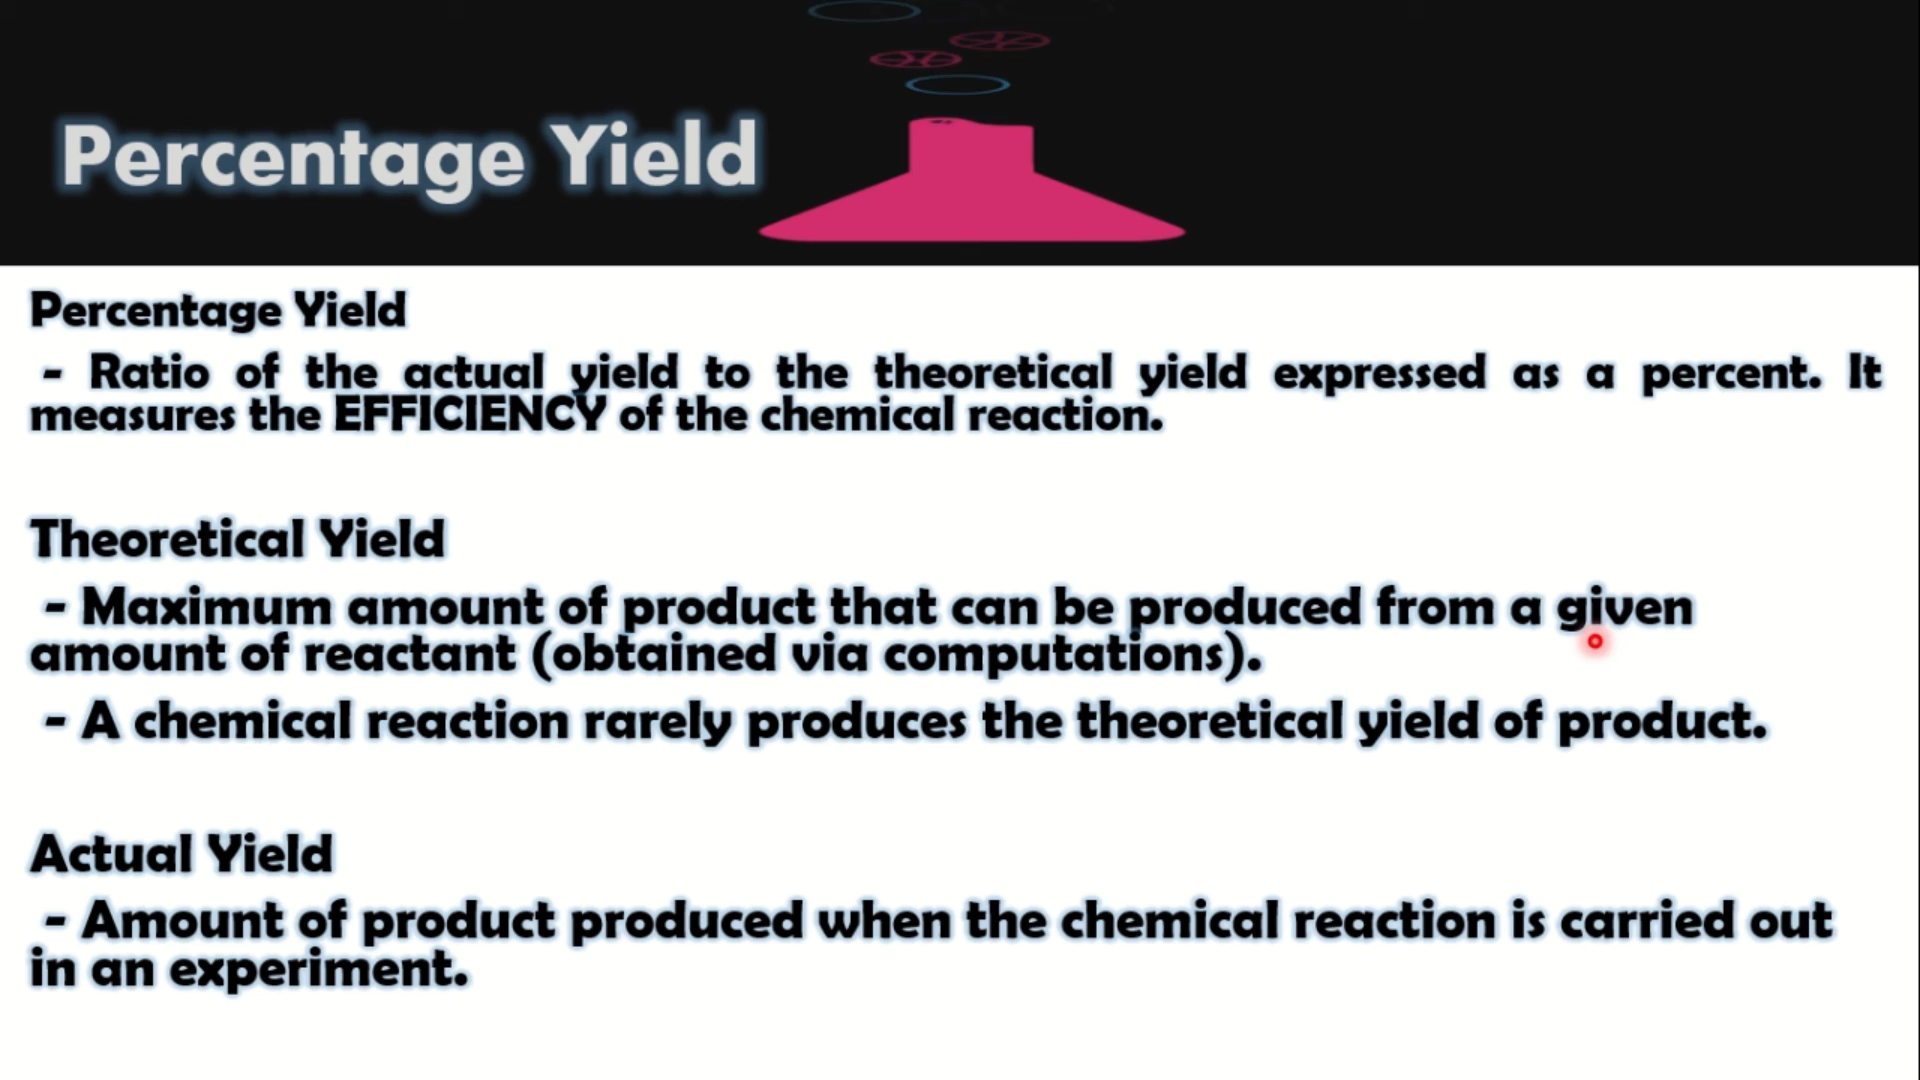 Percentage Yield
Percentage Yield
- Ratio of the actual yield to the theoretical yield expressed as a percent. It
measures the EFFICIENCY of the chemical reaction.
Theoretical Yield
- Maximum amount of product that can be produced from a given
amount of reactant (obtained via computations).
- A chemical reaction rarely produces the theoretical yield of product.
Actual Yield
- Amount of product produced when the chemical reaction is carried out
in an experiment.